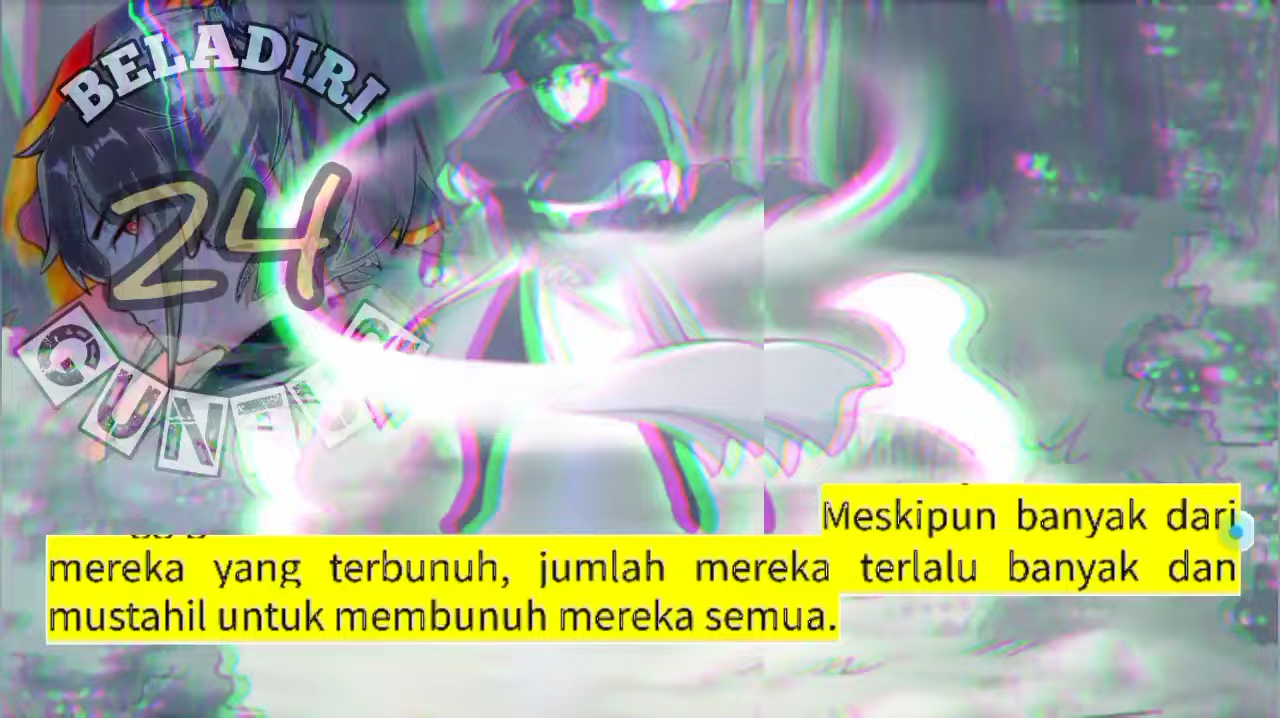 BELADIRI
24
Meskipun banyak dari
mereka yang terbunuh, jumlah mereka terlalu banyak dan
mustahil untuk membunuh mereka semua.